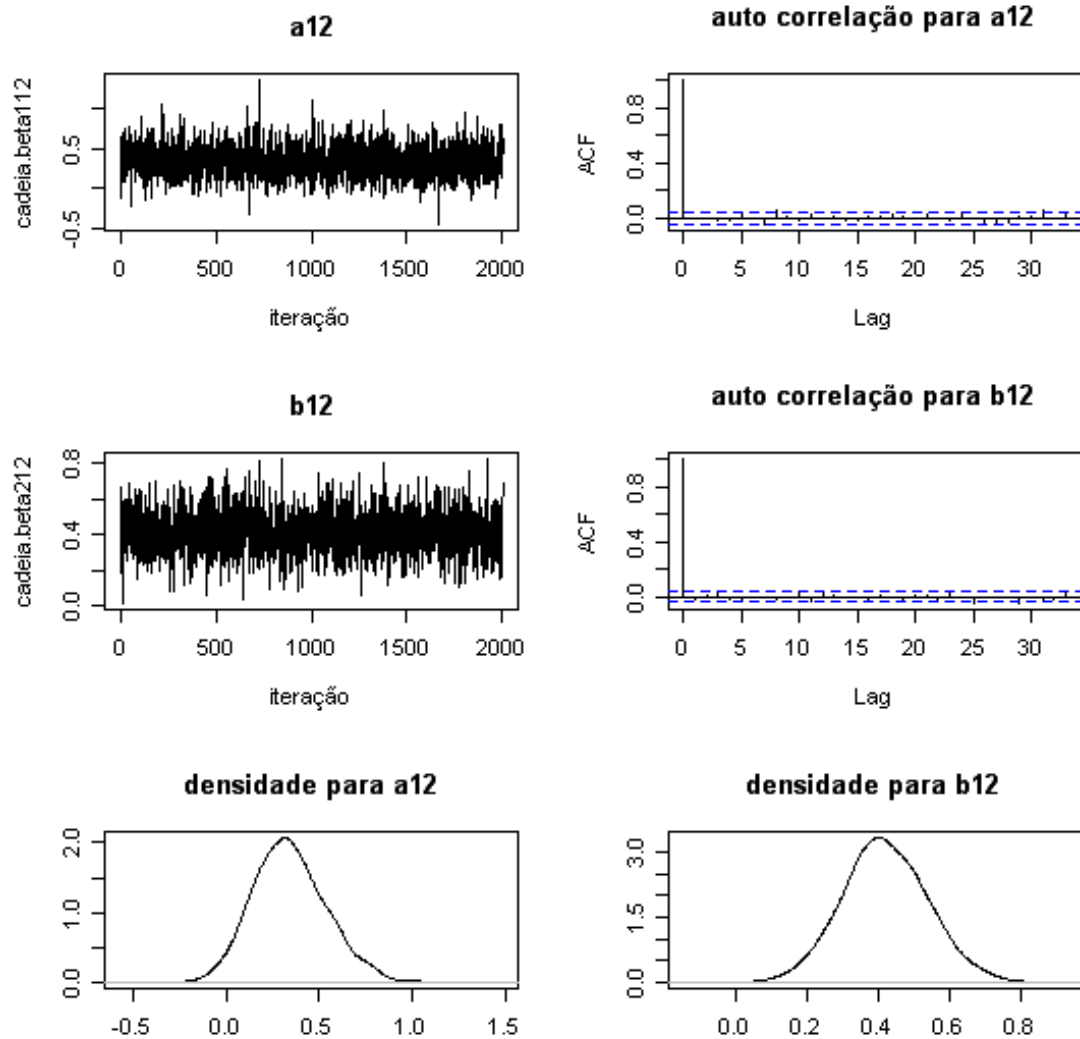 a12
auto correlação para a12
cadeia.beta112
-0.5 0.5
0 500 1000 1500 2000
iteração
ACF
0.0 0.4 0.8
0 5 10 15 20 25 30
Lag
b12
auto correlação para b12
cadeia.beta212
0.0 0.4 0.8
0 500 1000 1500 2000
iteração
ACF
0.0 0.4 0.8
0 5 10 15 20 25 30
Lag
densidade para a12
densidade para b12
0.0 1.0 2.0
-0.5 0.0 0.5 1.0 1.5
0.0 1.5 3.0
0.0 0.2 0.4 0.6 0.8